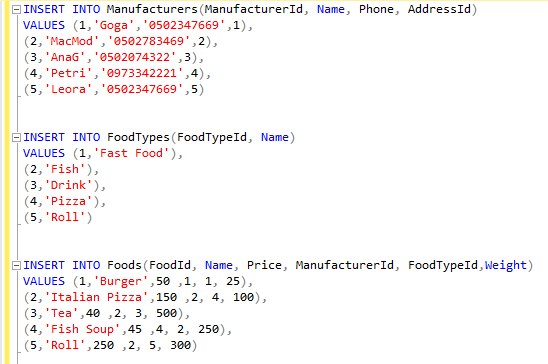 INSERT INTO Manufacturers(ManufacturerId, Name, Phone, AddressId)
VALUES (1,'Goga','0502347669',1),
(2,'MacMod','0502783469',2),
(3,'AnaG','0502074322',3),
(4,'Petri','0973342221',4),
(5,'Leora','0502347669',5)
INSERT INTO FoodTypes(FoodTypeId, Name)
VALUES (1,'Fast Food'),
(2,'Fish'),
(3,'Drink'),
(4,'Pizza'),
(5,'Roll')
INSERT INTO Foods(FoodId, Name, Price, ManufacturerId, FoodTypeId,Weight)
VALUES (1,'Burger',50 ,1, 1, 25),
(2,'Italian Pizza',150 ,2, 4, 100),
(3,'Tea',40 ,2, 3, 500),
(4,'Fish Soup',45 ,4, 2, 250),
(5,'Roll',250 ,2, 5, 300)